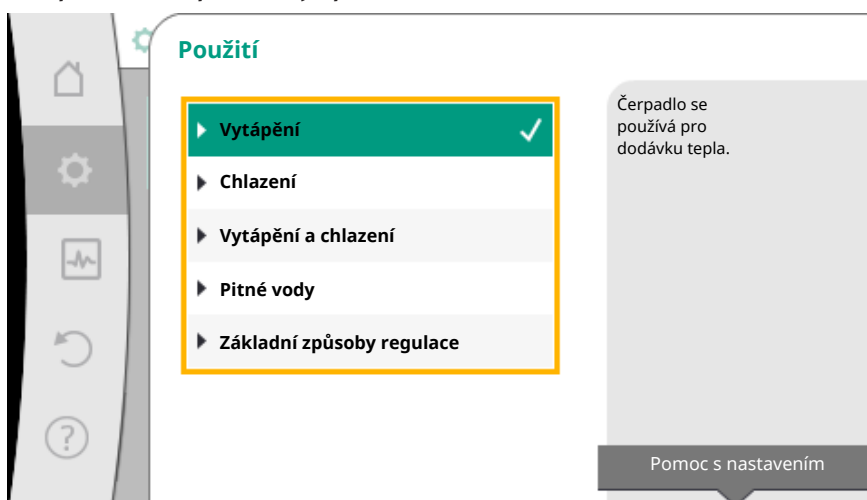 Použití
Vytápění
Chlazení
Vytápění a chlazení
Pitné vody
Základní způsoby regulace
Čerpadlo se
používá pro
dodávku tepla.
Pomoc s nastavením